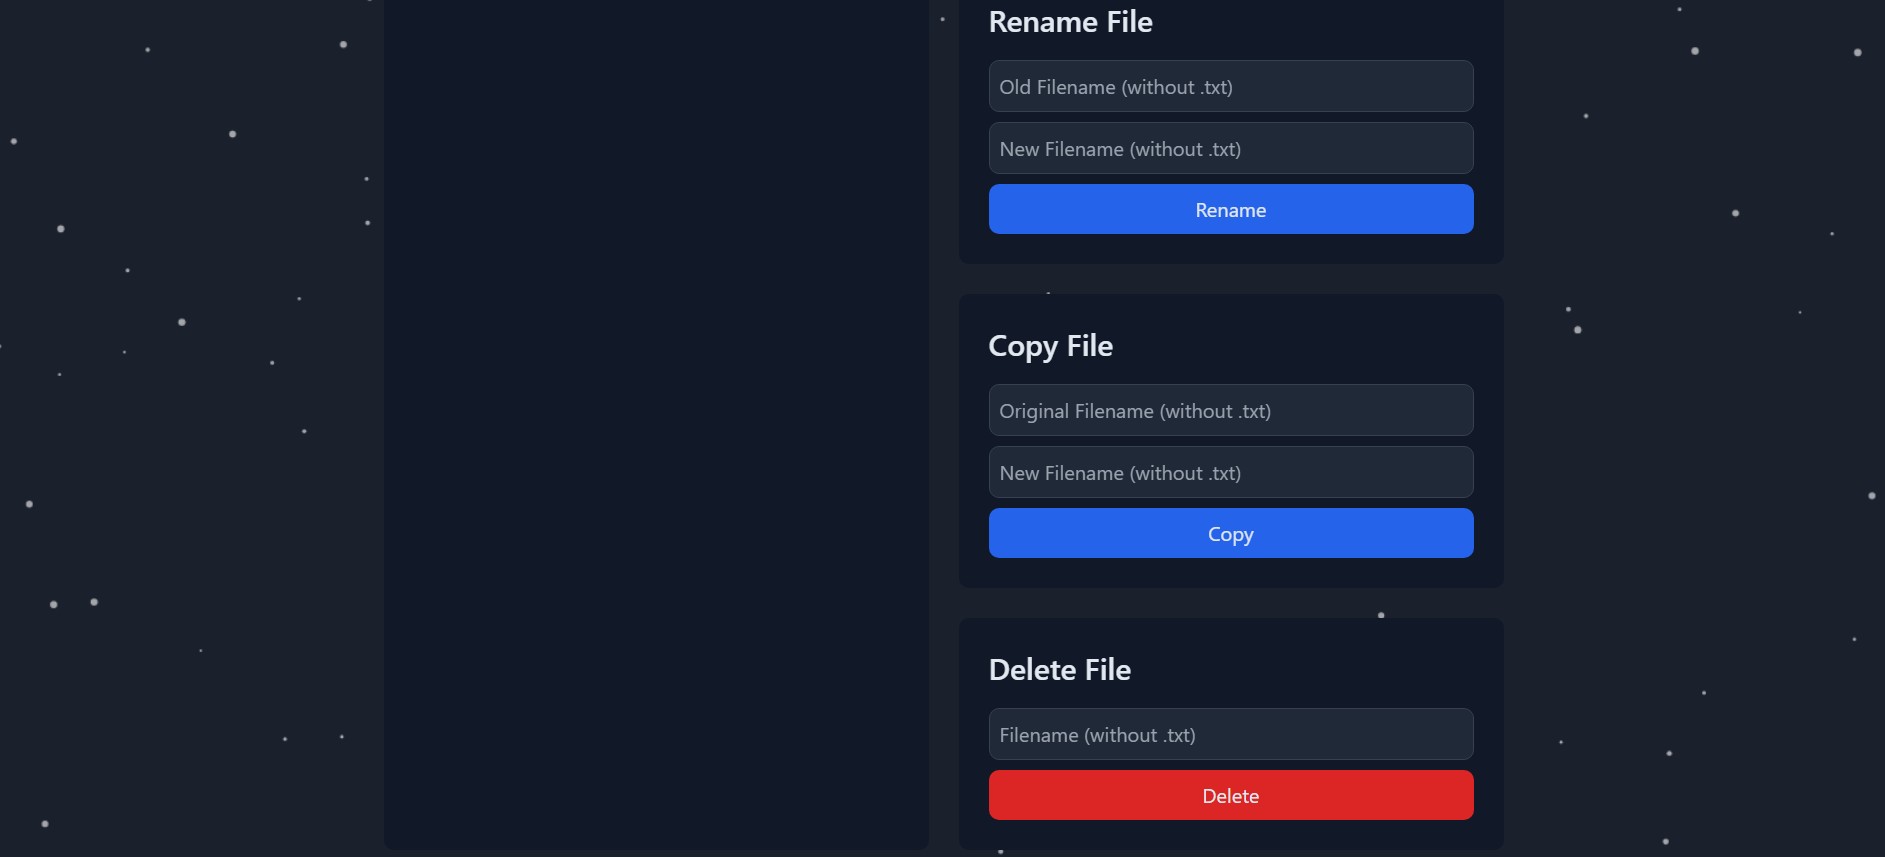 Rename File
Old Filename (without .txt)
New Filename (without .txt)
Rename
Copy File
Original Filename (without .txt)
New Filename (without .txt)
Copy
Delete File
Filename (without .txt)
Delete